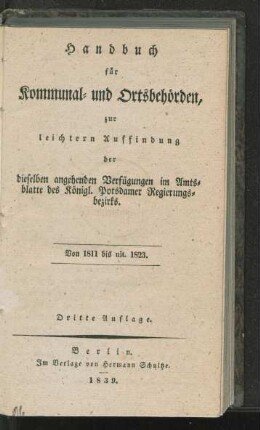 Handbuch
für
Kommunal- und Ortsbehörden,
zur
leichtern Auffindung
der
dieselben angehenden Verfügungen im Amts-
blatte des Königl. Potsdamer Regierungs-
bezirks.
Von 1811 bis ult. 1823.
Dritte Auflage.
Berlin.
Im Verlage von Hermann Schultze.